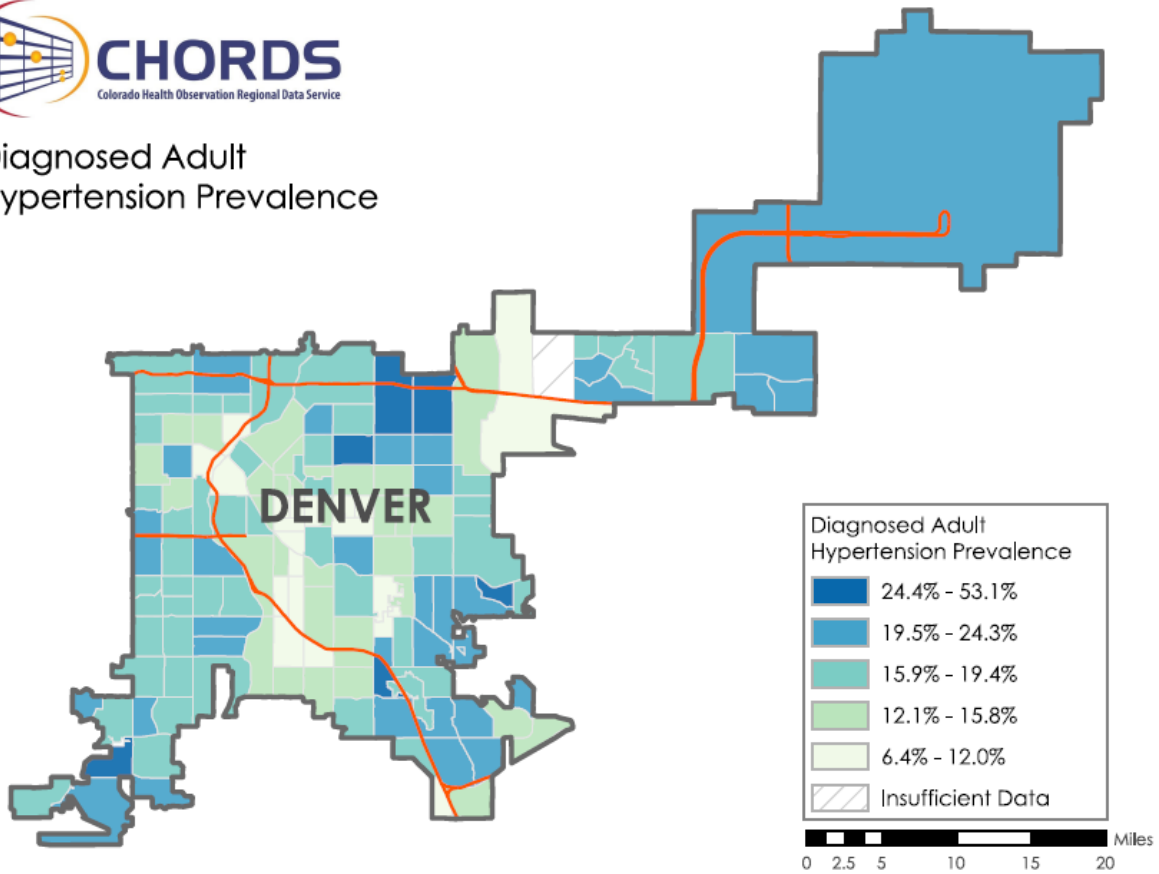 CHORDS
Colorado Health Observation Regional Data Service
iagnosed Adult
ypertension Prevalence
DENVER
Diagnosed Adult
Hypertension Prevalence
24.4% - 53.1%
19.5% - 24.3%
15.9% - 19.4%
12.1% - 15.8%
6.4% - 12.0%
Insufficient Data
Miles
0 2.5 5 10 15 20